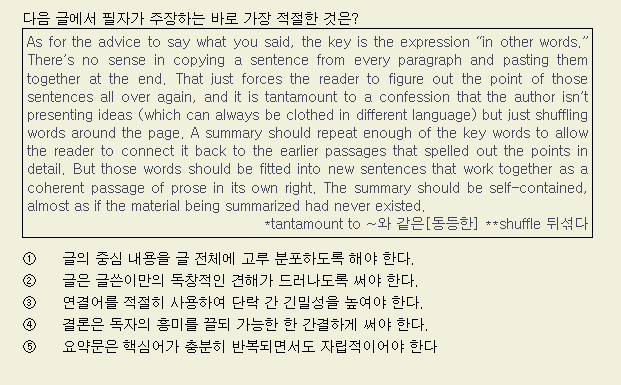 다음 글에서 필자가 주장하는 바로 가장 적절한 것은?
As for the advice to say what you said, the key is the expression “in other words.”
There’s no sense in copying a sentence from every paragraph and pasting them
together at the end. That just forces the reader to figure out the point of those
sentences all over again, and it is tantamount to a confession that the author isn’t
presenting ideas (which can always be clothed in different language) but just shuffling
words around the page. A summary should repeat enough of the key words to allow
the reader to connect it back to the earlier passages that spelled out the points in
detail. But those words should be fitted into new sentences that work together as a
coherent passage of prose in its own right. The summary should be self-contained,
almost as if the material being summarized had never existed.
*tantamount to ~와 같은[동등한] **shuffle 뒤섞다
① 글의 중심 내용을 글 전체에 고루 분포하도록 해야 한다.
② 글은 글쓴이만의 독창적인 견해가 드러나도록 써야 한다.
③ 연결어를 적절히 사용하여 단락 간 긴밀성을 높여야 한다.
④ 결론은 독자의 흥미를 끌되 가능한 한 간결하게 써야 한다.
⑤ 요약문은 핵심어가 충분히 반복되면서도 자립적이어야 한다